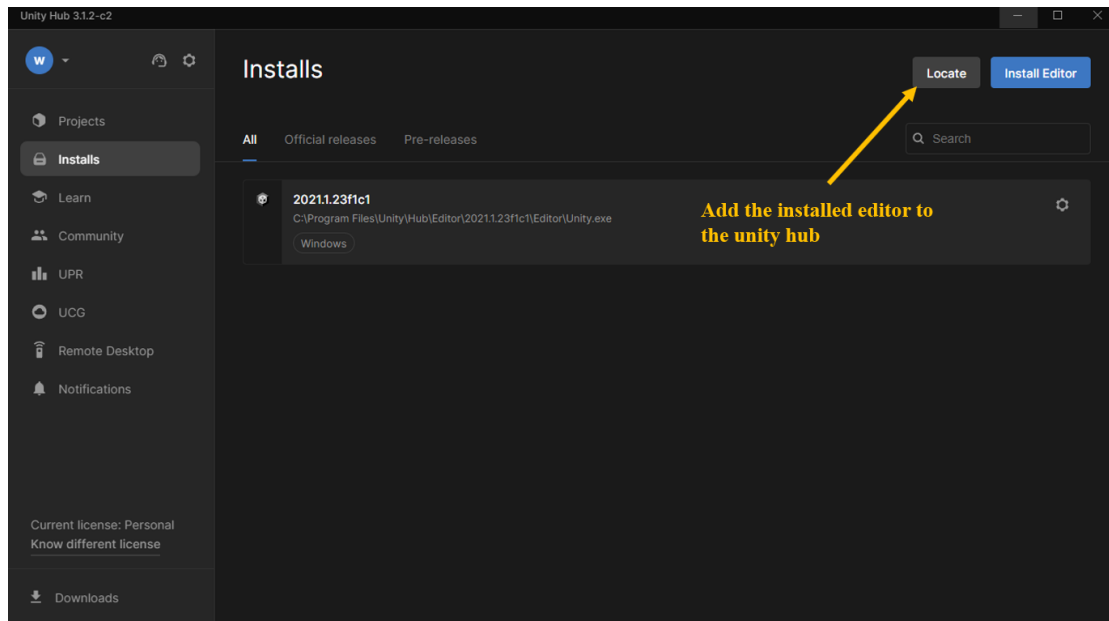 Unity Hub 3.1.2-c2
W
Installs
Locate
Install Editor
Projects
Installs
Learn
Community
UPR
UCG
Remote Desktop
Notifications
All
Official releases
Pre-releases
Search
2021.1.23f1c1
C:\Program Files\Unity\Hub\Editor\2021.1.23f1c1\Editor\Unity.exe
Windows
Add the installed editor to
the unity hub
Current license: Personal
Know different license
Downloads